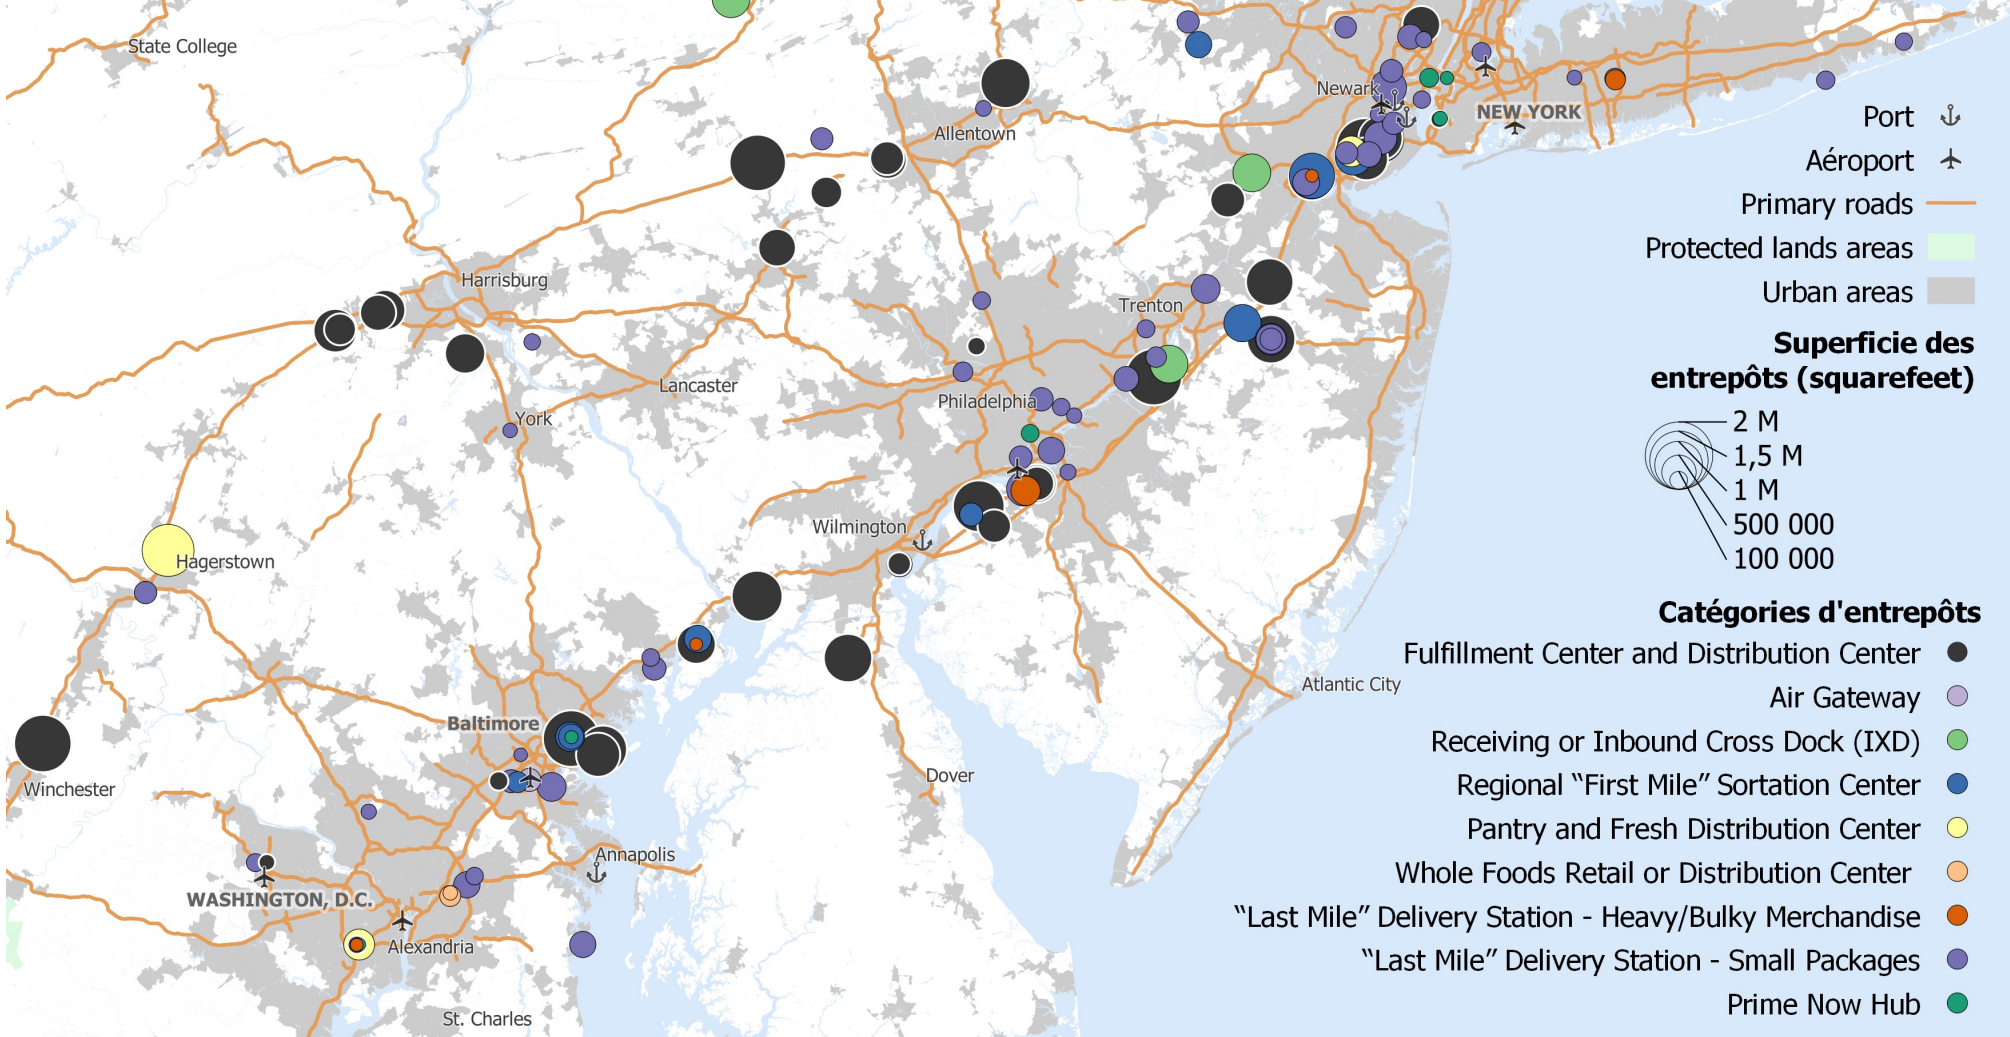 State College
Newark
NEW YORK
Allentown
Harrisburg
Trenton
Lancaster
Philadelphia
York
Wilmington
Hagerstown
Atlantic City
Baltimore
Dover
Winchester
Annapolis
WASHINGTON, D.C.
Alexandria
St. Charles
Port
Aéroport
Primary roads
Protected lands areas
Urban areas
Superficie des
entrepôts (squarefeet)
2 M
1,5 M
1 M
500 000
100 000
Catégories d'entrepôts
Fulfillment Center and Distribution Center
Air Gateway
Receiving or Inbound Cross Dock (IXD)
Regional “First Mile” Sortation Center
Pantry and Fresh Distribution Center
Whole Foods Retail or Distribution Center
“Last Mile” Delivery Station - Heavy/Bulky Merchandise
“Last Mile” Delivery Station - Small Packages
Prime Now Hub